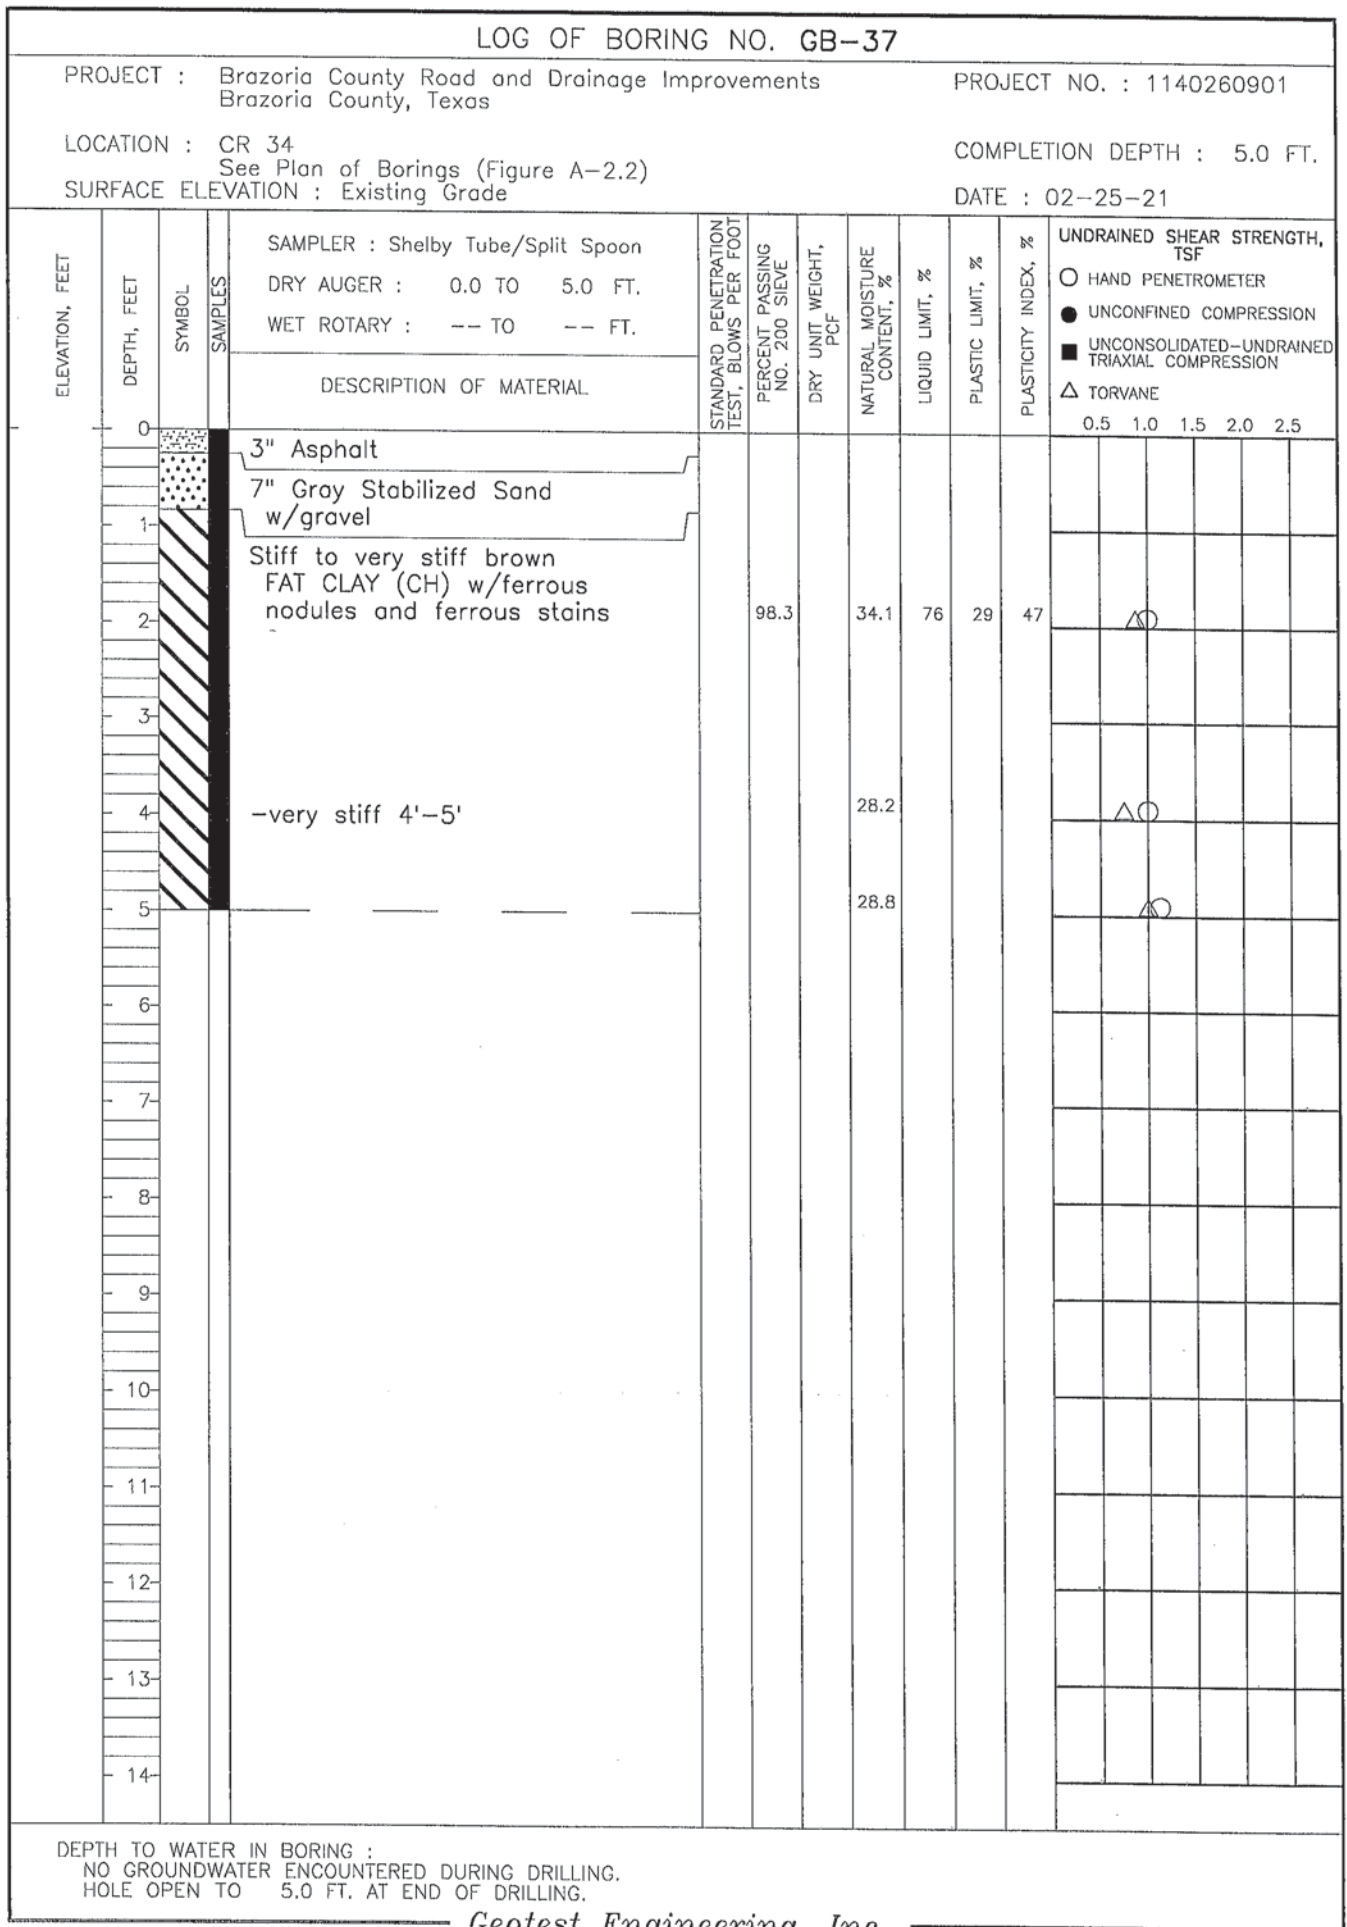 LOG OF BORING NO. GB-37
PROJECT : Brazoria County Road and Drainage Improvements
Brazoria County, Texas
PROJECT NO. : 1140260901
LOCATION : CR 34
See Plan of Borings (Figure A-2.2)
COMPLETION DEPTH : 5.0 FT.
SURFACE ELEVATION : Existing Grade
DATE : 02-25-21
ELEVATION, FEET
DEPTH, FEET
SYMBOL
SAMPLES
SAMPLER : Shelby Tube/Split Spoon
DRY AUGER : 0.0 TO 5.0 FT.
WET ROTARY : -- TO -- FT.
DESCRIPTION OF MATERIAL
STANDARD PENETRATION
TEST, BLOWS PER FOOT
PERCENT PASSING
NO. 200 SIEVE
DRY UNIT WEIGHT,
PCF
NATURAL MOISTURE
CONTENT, %
LIQUID LIMIT, %
PLASTIC LIMIT, %
PLASTICITY INDEX, %
UNDRAINED SHEAR STRENGTH,
TSF
HAND PENETROMETER
UNCONFINED COMPRESSION
UNCONSOLIDATED-UNDRAINED
TRIAXIAL COMPRESSION
TORVANE
0.5 1.0 1.5 2.0 2.5
0
3" Asphalt
7" Gray Stabilized Sand
w/gravel
1
Stiff to very stiff brown
FAT CLAY (CH) w/ferrous
nodules and ferrous stains
2 98.3 34.1 76 29 47
3
4 -very stiff 4'-5' 28.2
5 28.8
6
7
8
9
10
11
12
13
14
DEPTH TO WATER IN BORING :
NO GROUNDWATER ENCOUNTERED DURING DRILLING.
HOLE OPEN TO 5.0 FT. AT END OF DRILLING.
Geotest Engineering, Inc.